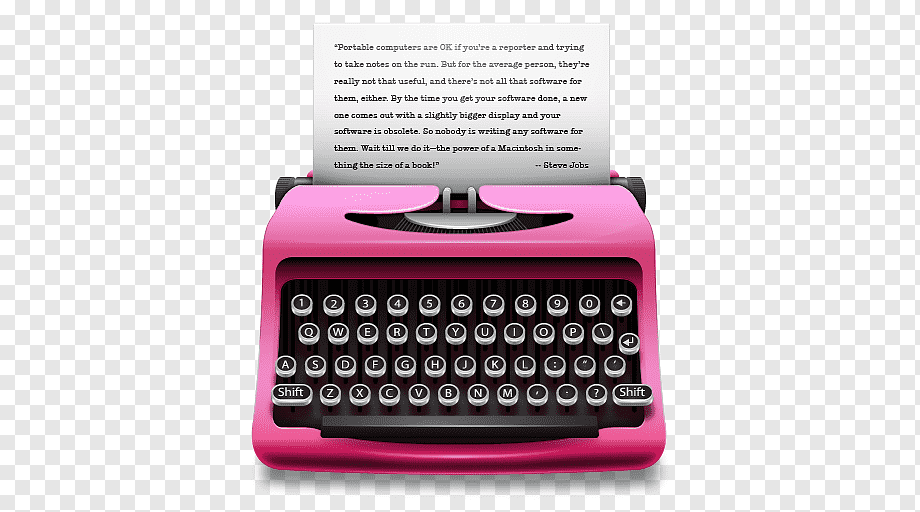 “Portable computers are OK if you're a reporter and trying
to take notes on the run. But for the average person, they're
really not that useful, and there's not all that software for
them, either. By the time you get your software done, a new
one comes out with a slightly bigger display and your
software is obsolete. So nobody is writing any software for
them. Wait till we do it—the power of a Macintosh in some-
thing the size of a book!” -- Steve Jobs
1 2 3 4 5 6 7 8 9 0 ←
Q W E R T Y U I O P \ ↵
A S D F G H J K L : “ ‘
Shift Z X C V B N M , . ? Shift